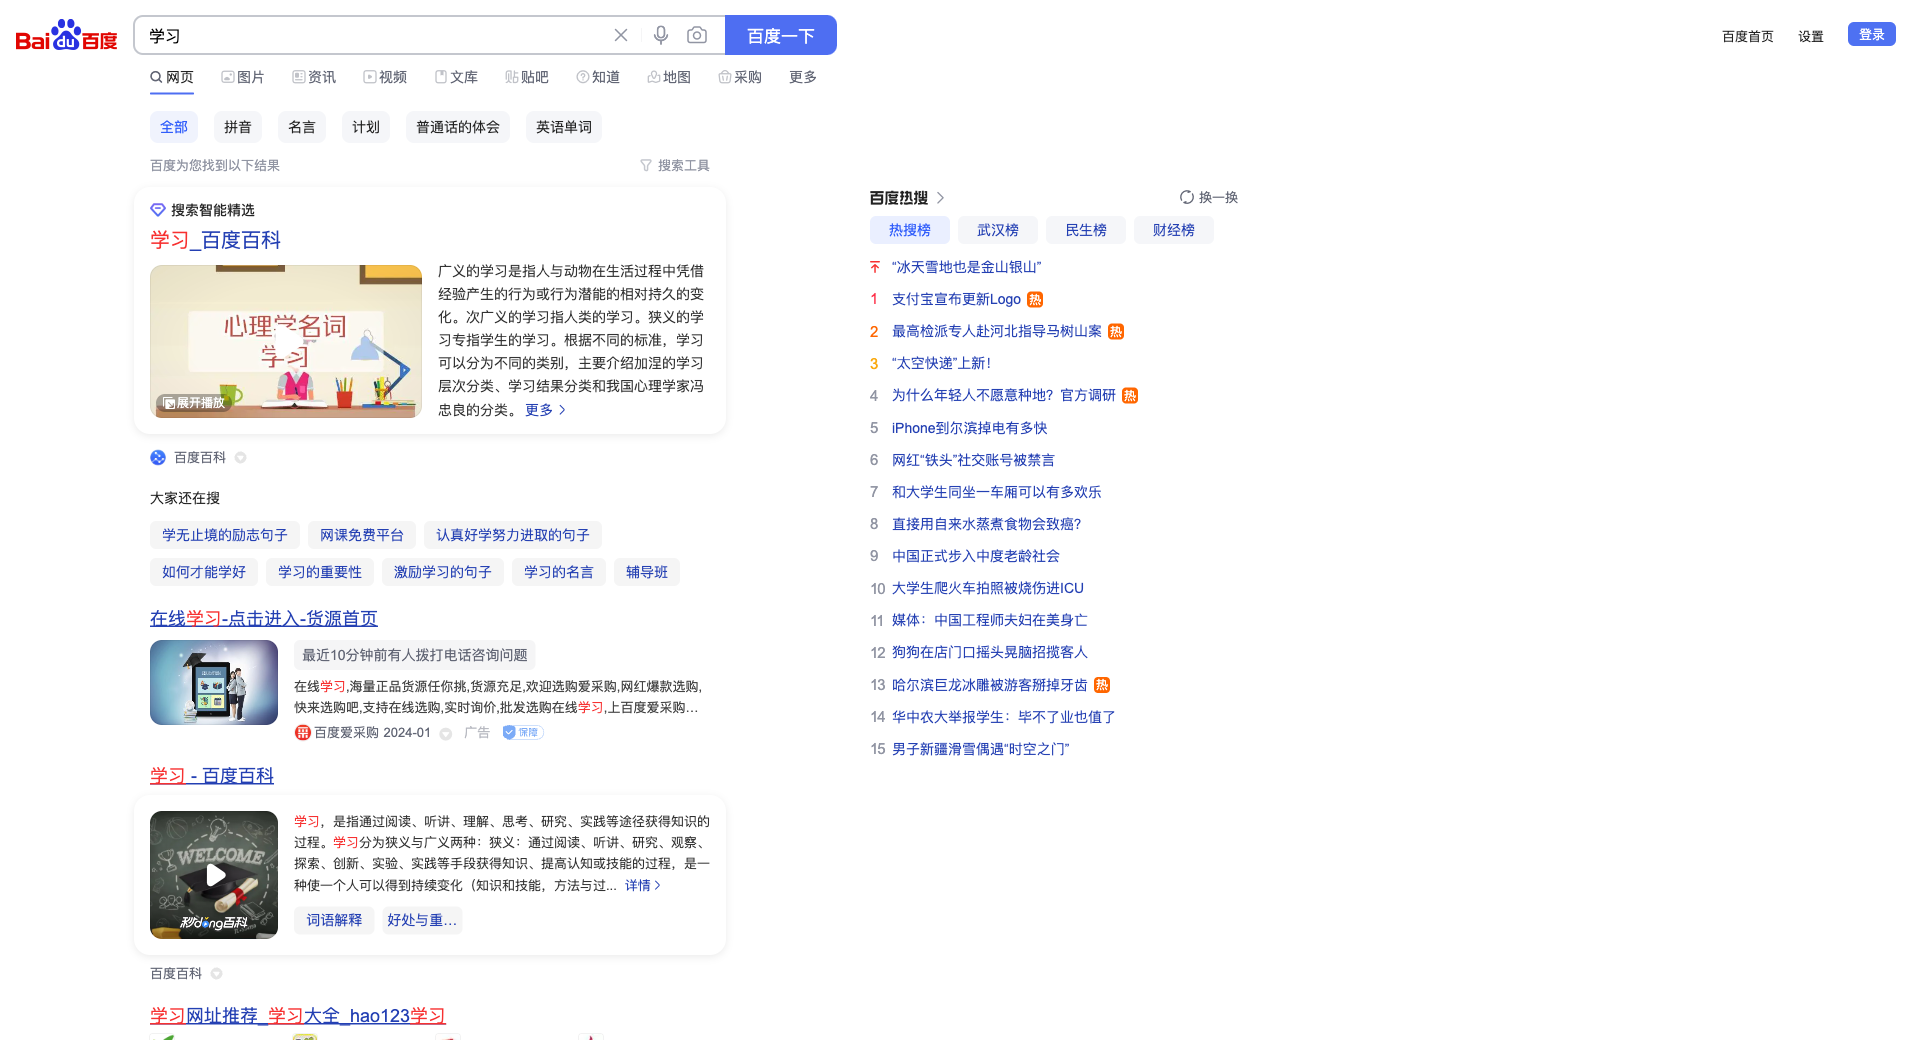 Bai du 百度
学习
百度一下
百度首页 设置 登录
网页 图片 资讯 视频 文库 贴吧 知道 地图 采购 更多
全部 拼音 名言 计划 普通话的体会 英语单词
百度为您找到以下结果 搜索工具
搜索智能精选
学习_百度百科
心理学名词
学习
展开播放
广义的学习是指人与动物在生活过程中凭借
经验产生的行为或行为潜能的相对持久的变
化。次广义的学习指人类的学习。狭义的学
习专指学生的学习。根据不同的标准，学习
可以分为不同的类别，主要介绍加涅的学习
层次分类、学习结果分类和我国心理学家冯
忠良的分类。 更多
百度百科
大家还在搜
学无止境的励志句子 网课免费平台 认真好学努力进取的句子
如何才能学好 学习的重要性 激励学习的句子 学习的名言 辅导班
在线学习-点击进入-货源首页
最近10分钟前有人拨打电话咨询问题
在线学习,海量正品货源任你挑,货源充足,欢迎选购爱采购,网红爆款选购,
快来选购吧,支持在线选购,实时询价,批发选购在线学习,上百度爱采购...
百度爱采购 2024-01 广告 保障
学习 - 百度百科
WELCOME
秒dong百科
学习，是指通过阅读、听讲、理解、思考、研究、实践等途径获得知识的
过程。学习分为狭义与广义两种：狭义：通过阅读、听讲、研究、观察、
探索、创新、实验、实践等手段获得知识、提高认知或技能的过程，是一
种使一个人可以得到持续变化（知识和技能，方法与过... 详情
词语解释 好处与重...
百度百科
学习网址推荐_学习大全_hao123学习
百度热搜 换一换
热搜榜 武汉榜 民生榜 财经榜
“冰天雪地也是金山银山”
1 支付宝宣布更新Logo 热
2 最高检派专人赴河北指导马树山案 热
3 “太空快递”上新！
4 为什么年轻人不愿意种地？官方调研 热
5 iPhone到尔滨掉电有多快
6 网红“铁头”社交账号被禁言
7 和大学生同坐一车厢可以有多欢乐
8 直接用自来水蒸煮食物会致癌?
9 中国正式步入中度老龄社会
10 大学生爬火车拍照被烧伤进ICU
11 媒体：中国工程师夫妇在美身亡
12 狗狗在店门口摇头晃脑招揽客人
13 哈尔滨巨龙冰雕被游客掰掉牙齿 热
14 华中农大举报学生：毕不了业也值了
15 男子新疆滑雪偶遇“时空之门”